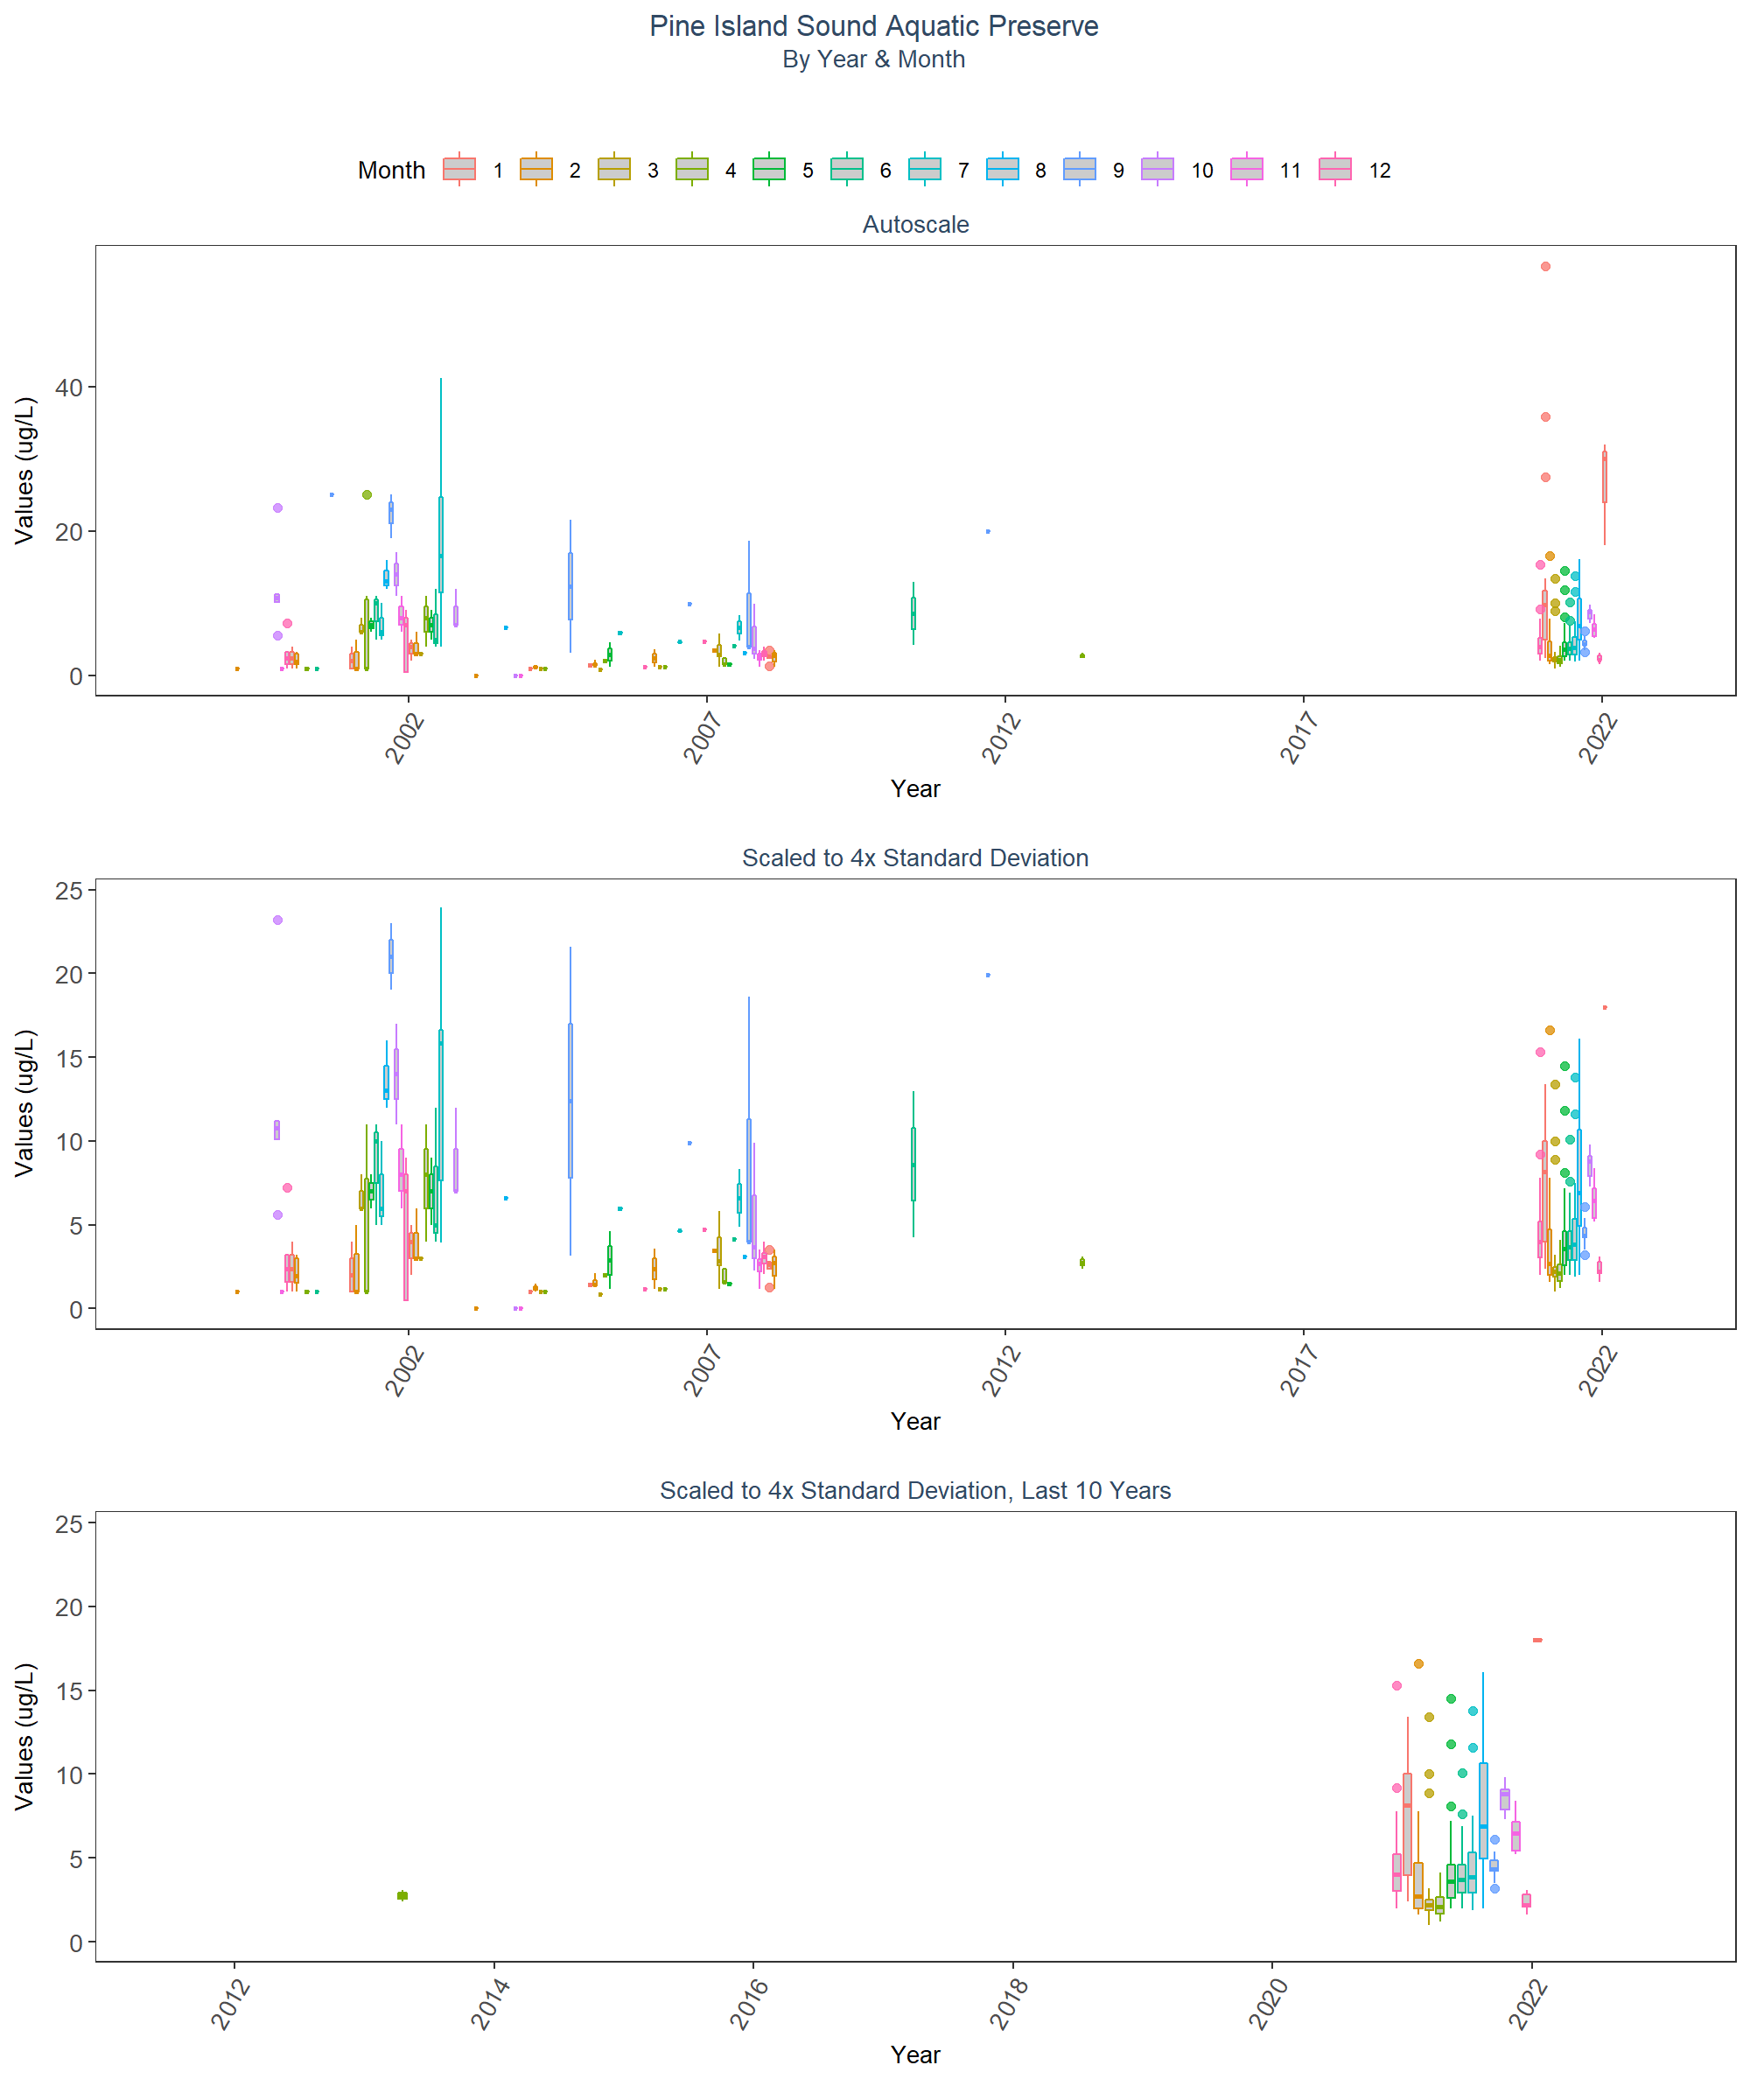 Pine Island Sound Aquatic Preserve
By Year & Month
Month 1 2 3 4 5 6 7 8 9 10 11 12
Autoscale
Values (ug/L)
40
20
0
2002 2007 2012 2017 2022
Year
Scaled to 4x Standard Deviation
Values (ug/L)
25
20
15
10
5
0
2002 2007 2012 2017 2022
Year
Scaled to 4x Standard Deviation, Last 10 Years
Values (ug/L)
25
20
15
10
5
0
2012 2014 2016 2018 2020 2022
Year